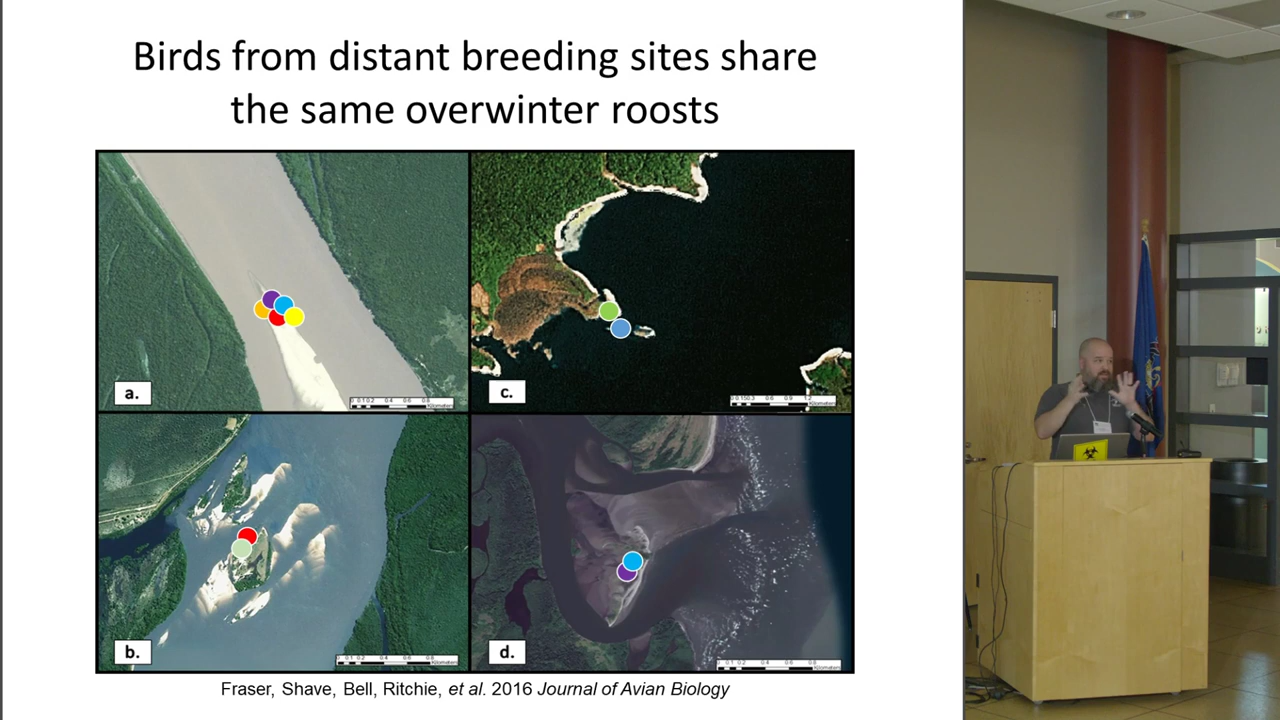 Birds from distant breeding sites share
the same overwinter roosts
a.
c.
b.
d.
Fraser, Shave, Bell, Ritchie, et al. 2016 Journal of Avian Biology